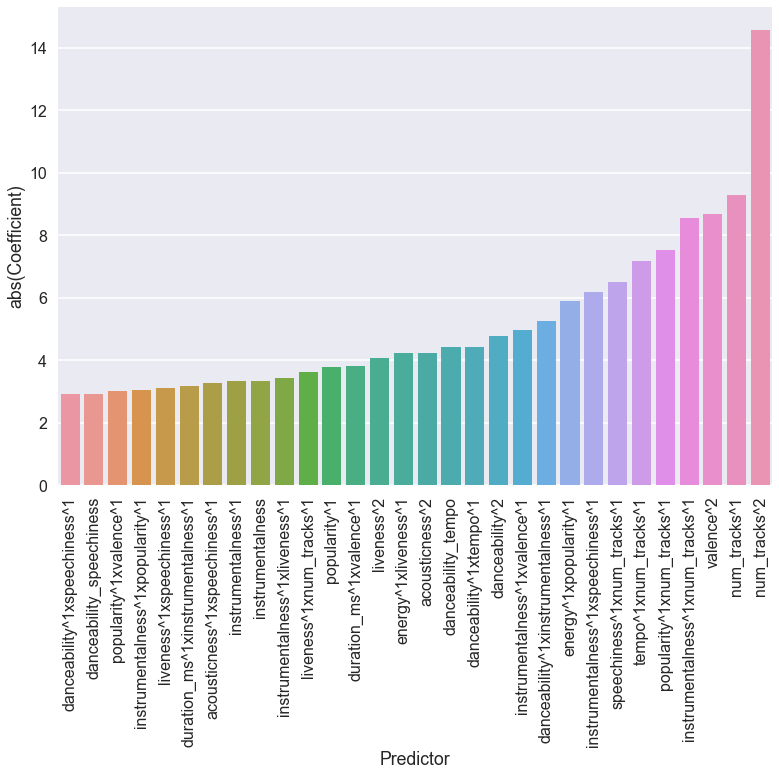 14
12
10
8
6
4
2
0
abs(Coefficient)
danceability^1xspeechiness^1
danceability_speechiness
popularity^1xvalence^1
instrumentalness^1xpopularity^1
liveness^1xspeechiness^1
duration_ms^1xinstrumentalness^1
acousticness^1xspeechiness^1
instrumentalness^1
instrumentalness
instrumentalness^1xliveness^1
liveness^1xnum_tracks^1
popularity^1
duration_ms^1xvalence^1
liveness^2
energy^1xliveness^1
acousticness^2
danceability_tempo
danceability^1xtempo^1
danceability^2
instrumentalness^1xvalence^1
danceability^1xinstrumentalness^1
energy^1xpopularity^1
instrumentalness^1xspeechiness^1
speechiness^1xnum_tracks^1
tempo^1xnum_tracks^1
popularity^1xnum_tracks^1
instrumentalness^1xnum_tracks^1
valence^2
num_tracks^1
num_tracks^2
Predictor